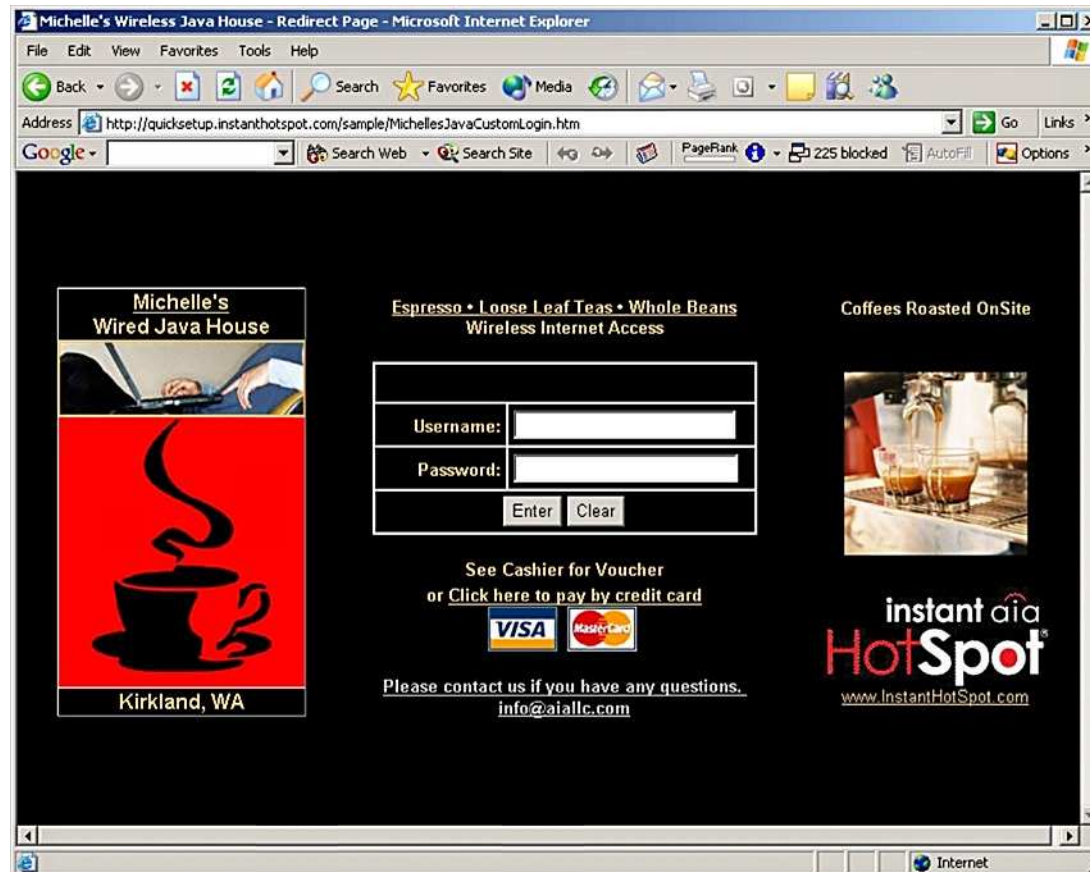 Michelle's Wireless Java House - Redirect Page - Microsoft Internet Explorer
File Edit View Favorites Tools Help
Back Search Favorites Media
Address http://quicksetup.instanthotspot.com/sample/MichellesJavaCustomLogin.htm Go Links
Google Search Web Search Site PageRank 225 blocked AutoFill Options
Michelle's
Wired Java House
Kirkland, WA
Espresso • Loose Leaf Teas • Whole Beans
Wireless Internet Access
Username:
Password:
Enter Clear
See Cashier for Voucher
or Click here to pay by credit card
VISA MasterCard
Please contact us if you have any questions.
info@aiallc.com
Coffees Roasted OnSite
instant aia
HotSpot®
www.InstantHotSpot.com
Internet